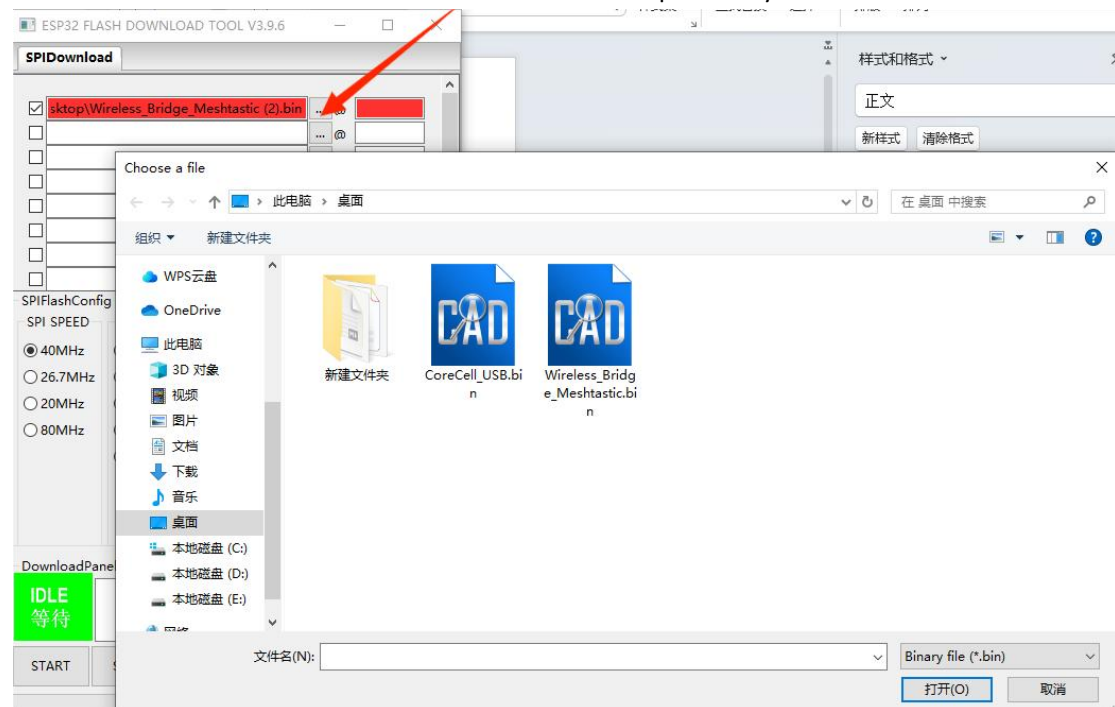 ESP32 FLASH DOWNLOAD TOOL V3.9.6
SPIDownload
sktop\Wireless_Bridge_Meshtastic (2).bin ... @
... @
样式和格式
正文
新样式 清除格式
Choose a file
此电脑 › 桌面
在 桌面 中搜索
组织 新建文件夹
WPS云盘
OneDrive
此电脑
3D 对象
视频
图片
文档
下载
音乐
桌面
本地磁盘 (C:)
本地磁盘 (D:)
本地磁盘 (E:)
新建文件夹
CoreCell_USB.bi
n
Wireless_Bridg
e_Meshtastic.bi
n
SPIFlashConfig
SPI SPEED
40MHz
26.7MHz
20MHz
80MHz
DownloadPane
IDLE
等待
START
文件名(N):
Binary file (*.bin)
打开(O) 取消